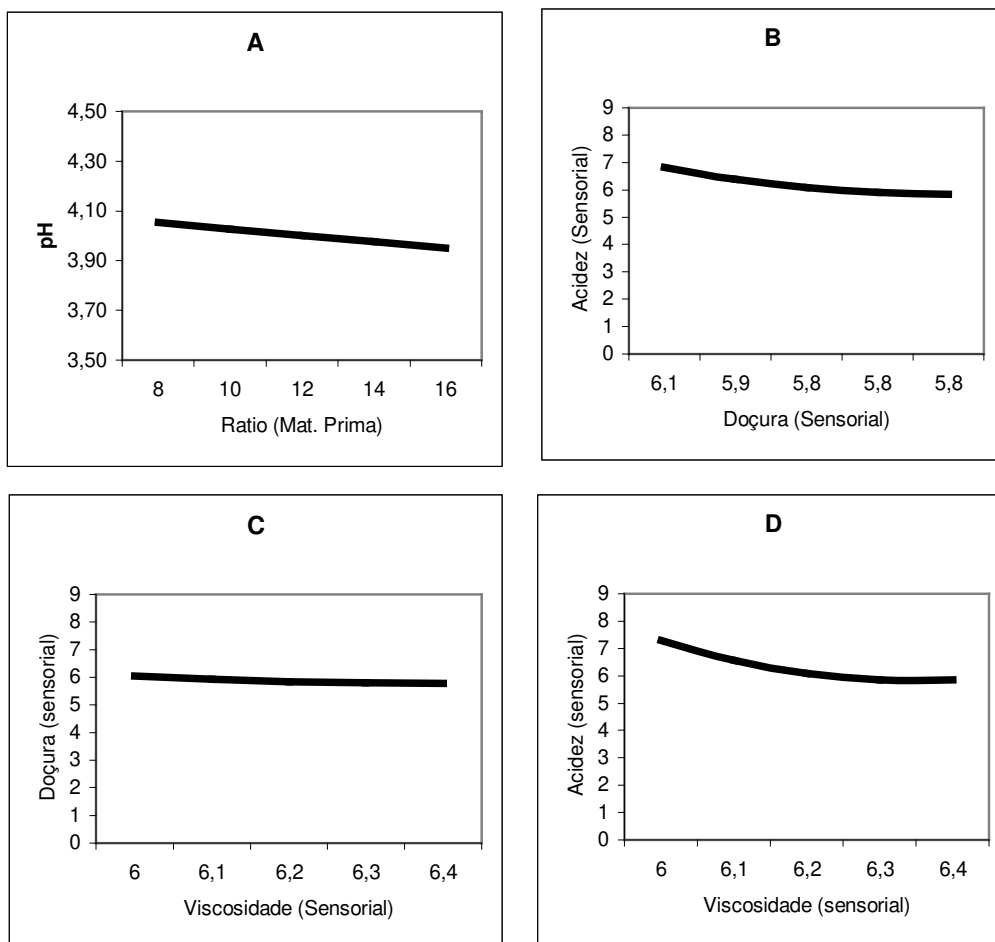 A
4,50
4,30
4,10
3,90
3,70
3,50
pH
8 10 12 14 16
Ratio (Mat. Prima)
B
9
8
7
6
5
4
3
2
1
0
Acidez (Sensorial)
6,1 5,9 5,8 5,8 5,8
Doçura (Sensorial)
C
9
8
7
6
5
4
3
2
1
0
Doçura (sensorial)
6 6,1 6,2 6,3 6,4
Viscosidade (Sensorial)
D
9
8
7
6
5
4
3
2
1
0
Acidez (sensorial)
6 6,1 6,2 6,3 6,4
Viscosidade (sensorial)